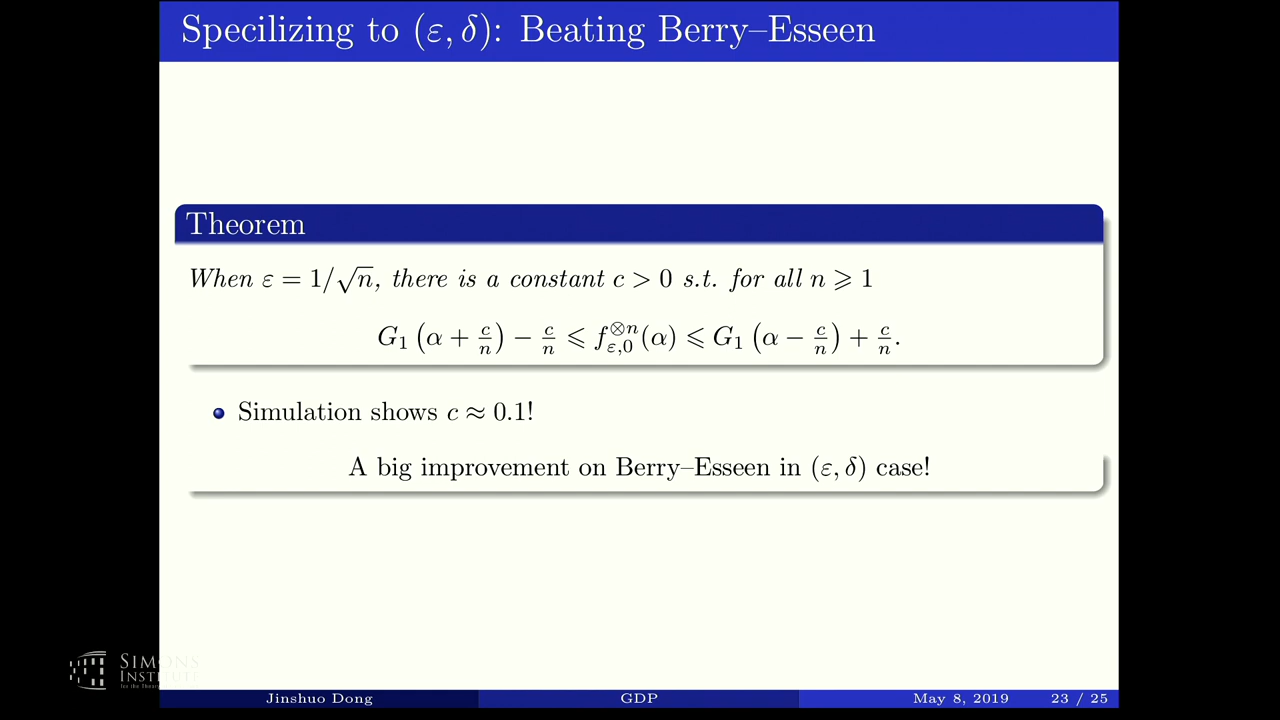 Specilizing to (ε, δ): Beating Berry–Esseen
Theorem
When ε = 1/√n, there is a constant c > 0 s.t. for all n ⩾ 1
G₁ (α + c/n) − c/n ⩽ f_{ε,0}^{⊗n}(α) ⩽ G₁ (α − c/n) + c/n.
Simulation shows c ≈ 0.1!
A big improvement on Berry–Esseen in (ε, δ) case!
SIMONS
INSTITUTE
Jinshuo Dong GDP May 8, 2019 23 / 25